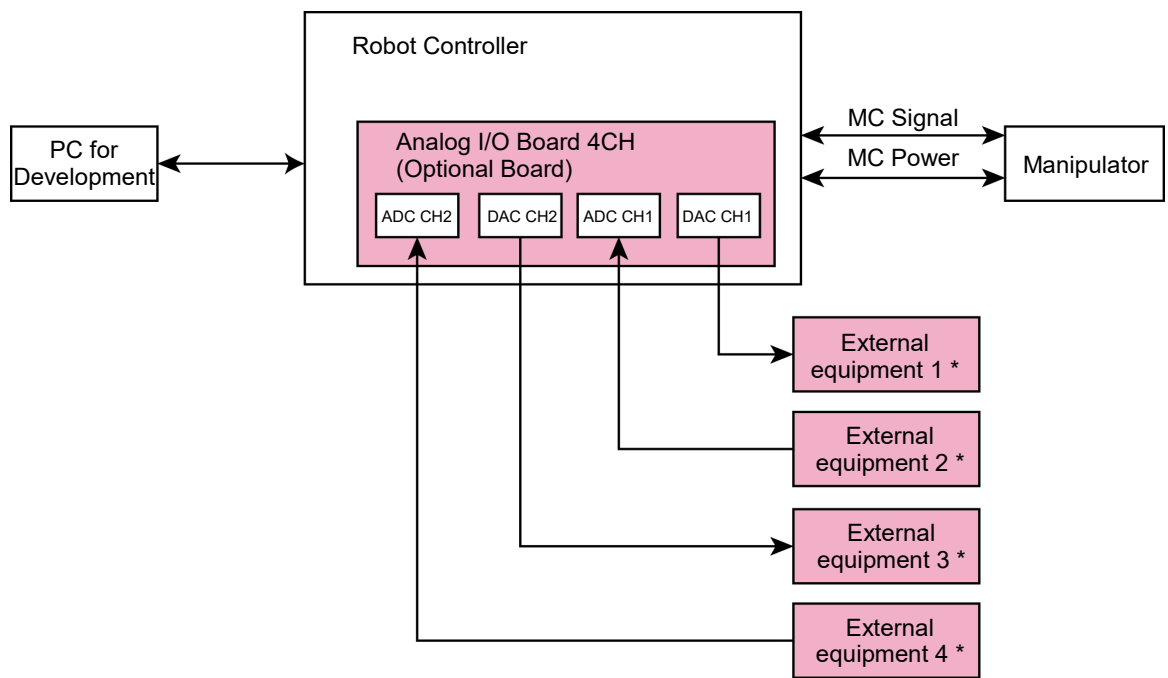 Robot Controller
PC for
Development
Analog I/O Board 4CH
(Optional Board)
ADC CH2
DAC CH2
ADC CH1
DAC CH1
MC Signal
MC Power
Manipulator
External
equipment 1 *
External
equipment 2 *
External
equipment 3 *
External
equipment 4 *